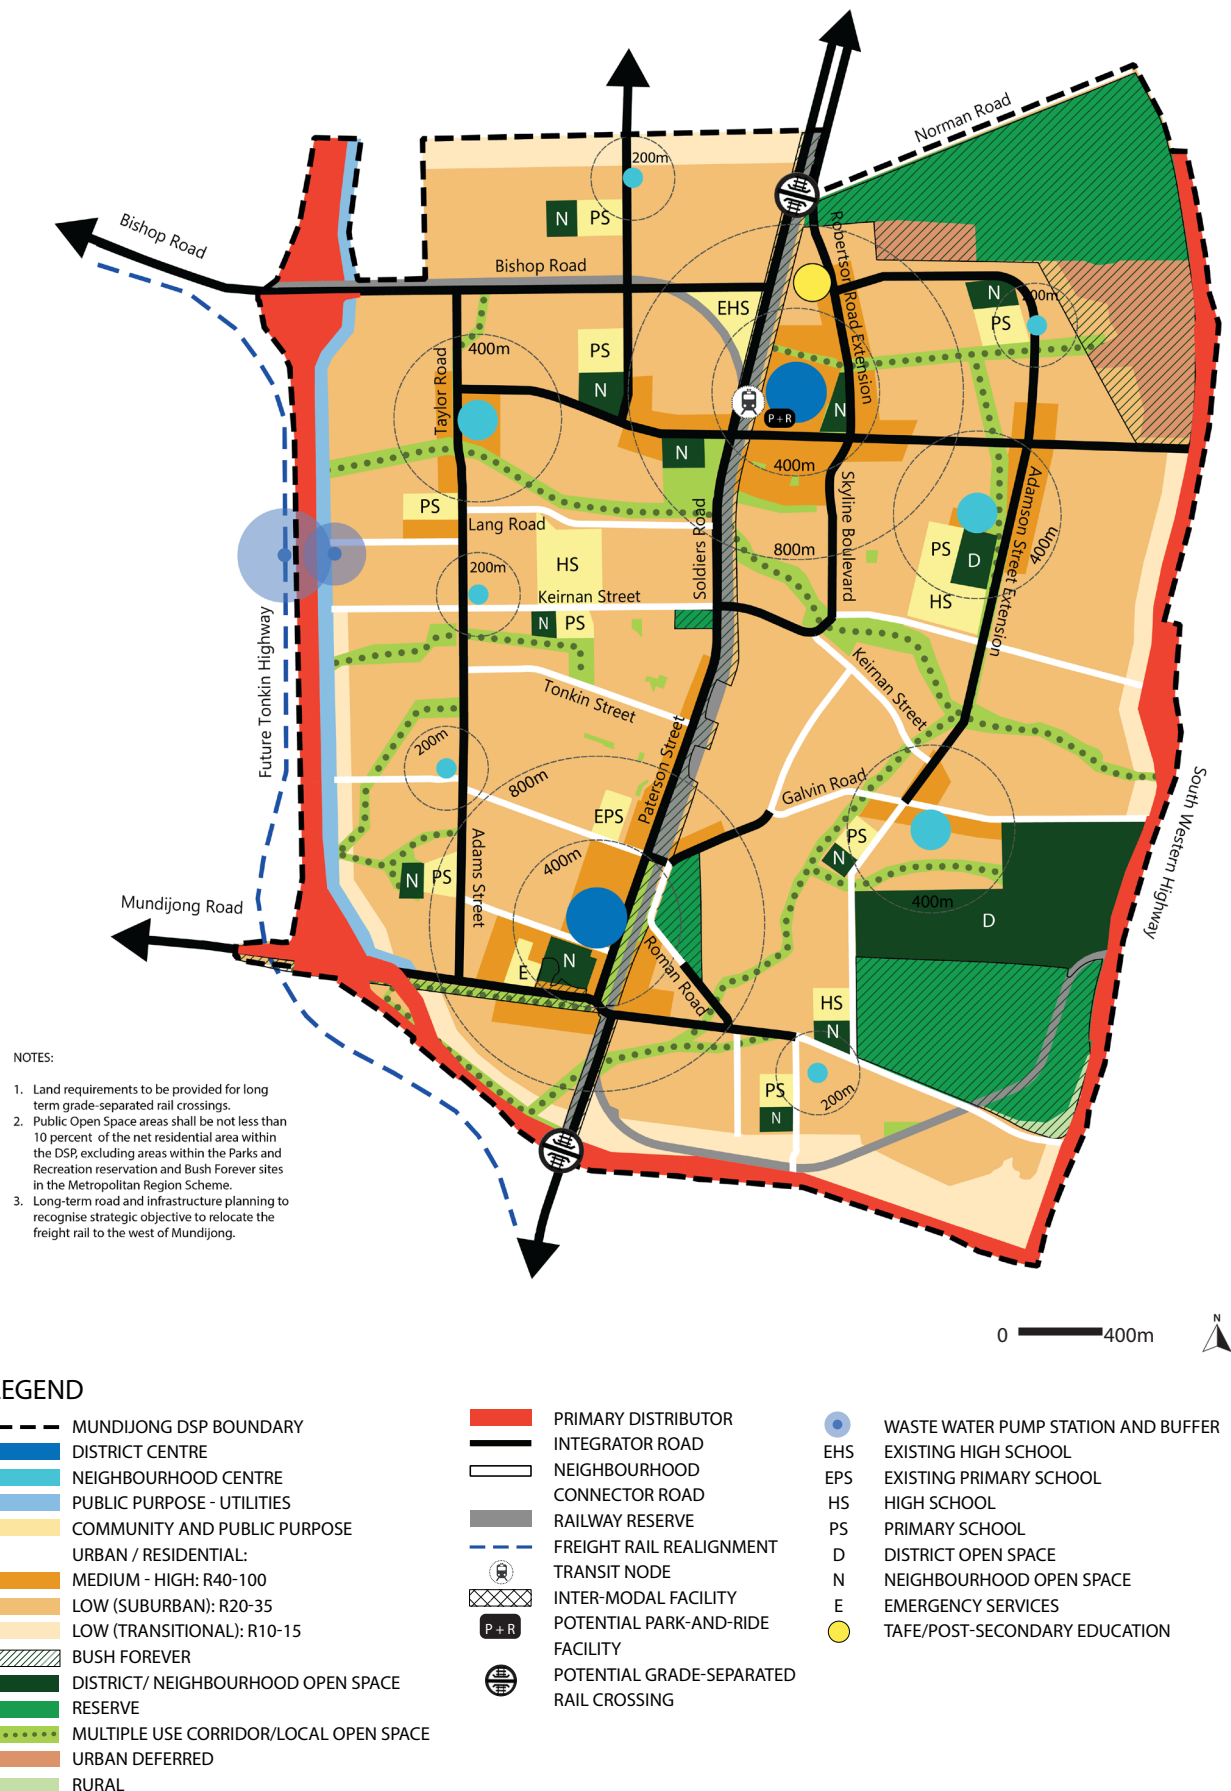 Norman Road
200m
Bishop Road
N PS
Robertson Road Extension
Bishop Road
EHS
N
200m
PS
400m
PS
Taylor Road
N
N
P + R
N
400m
PS
Lang Road
Soldiers Road
Skyline Boulevard
Adamson Street Extension
800m
PS
D
400m
200m
HS
Keirnan Street
HS
N PS
Future Tonkin Highway
Keirnan Street
Tonkin Street
Paterson Street
200m
800m
Galvin Road
South Western Highway
EPS
PS
N
Adams Street
400m
N PS
400m
D
Mundijong Road
Roman Road
N
E
HS
N
NOTES:
1. Land requirements to be provided for long
term grade-separated rail crossings.
2. Public Open Space areas shall be not less than
10 percent of the net residential area within
the DSP, excluding areas within the Parks and
Recreation reservation and Bush Forever sites
in the Metropolitan Region Scheme.
3. Long-term road and infrastructure planning to
recognise strategic objective to relocate the
freight rail to the west of Mundijong.
PS
N
200m
0 400m
N
EGEND
MUNDIJONG DSP BOUNDARY
DISTRICT CENTRE
NEIGHBOURHOOD CENTRE
PUBLIC PURPOSE - UTILITIES
COMMUNITY AND PUBLIC PURPOSE
URBAN / RESIDENTIAL:
MEDIUM - HIGH: R40-100
LOW (SUBURBAN): R20-35
LOW (TRANSITIONAL): R10-15
BUSH FOREVER
DISTRICT/ NEIGHBOURHOOD OPEN SPACE
RESERVE
MULTIPLE USE CORRIDOR/LOCAL OPEN SPACE
URBAN DEFERRED
RURAL
PRIMARY DISTRIBUTOR
INTEGRATOR ROAD
NEIGHBOURHOOD
CONNECTOR ROAD
RAILWAY RESERVE
FREIGHT RAIL REALIGNMENT
TRANSIT NODE
INTER-MODAL FACILITY
P + R POTENTIAL PARK-AND-RIDE
FACILITY
POTENTIAL GRADE-SEPARATED
RAIL CROSSING
WASTE WATER PUMP STATION AND BUFFER
EHS EXISTING HIGH SCHOOL
EPS EXISTING PRIMARY SCHOOL
HS HIGH SCHOOL
PS PRIMARY SCHOOL
D DISTRICT OPEN SPACE
N NEIGHBOURHOOD OPEN SPACE
E EMERGENCY SERVICES
TAFE/POST-SECONDARY EDUCATION